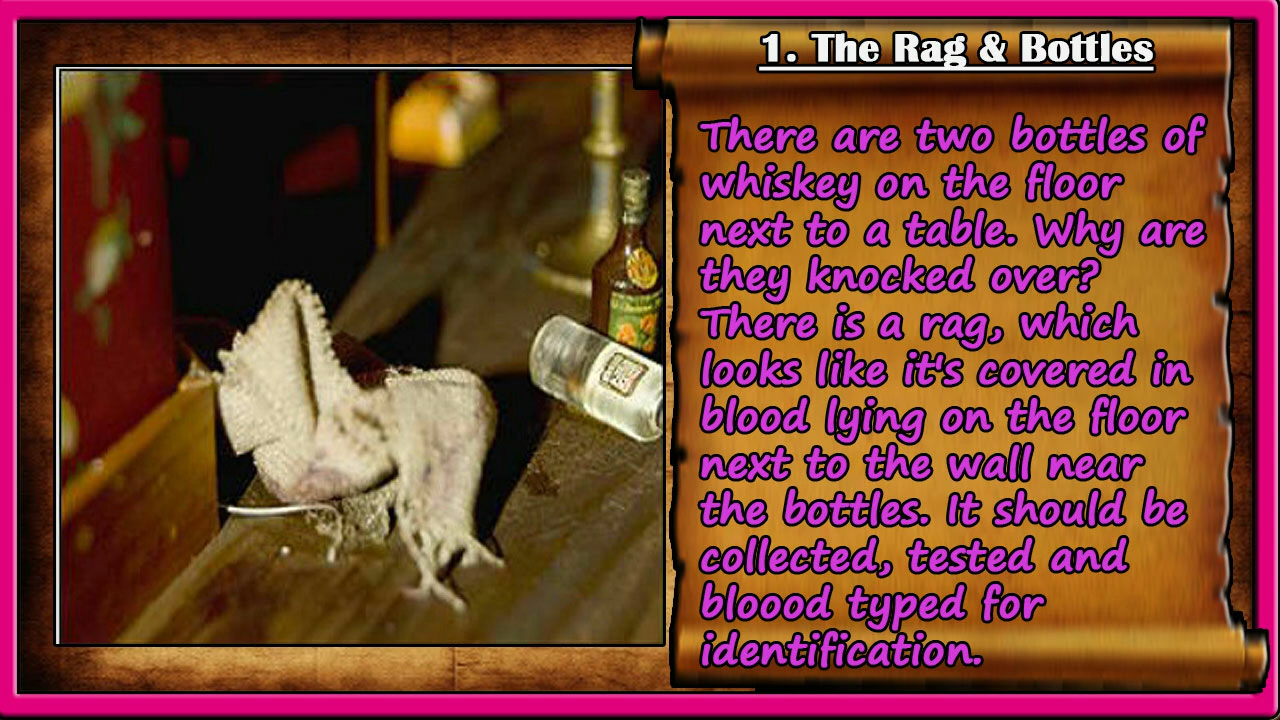 1. The Rag & Bottles
There are two bottles of
whiskey on the floor
next to a table. Why are
they knocked over?
There is a rag, which
looks like it's covered in
blood lying on the floor
next to the wall near
the bottles. It should be
collected, tested and
bloood typed for
identification.